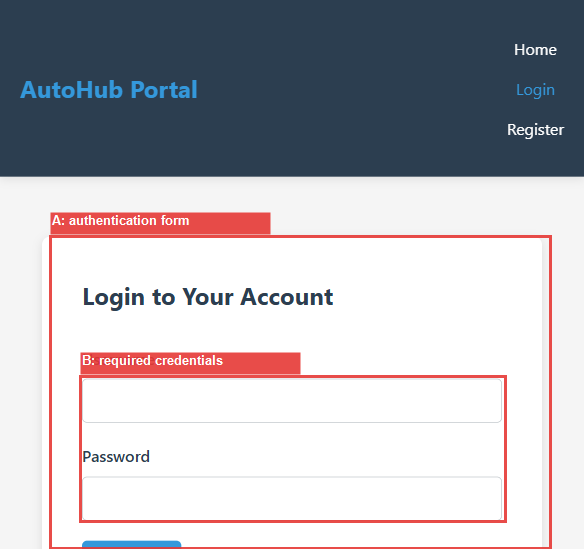 AutoHub Portal
Home
Login
Register
A: authentication form
Login to Your Account
B: required credentials
Password